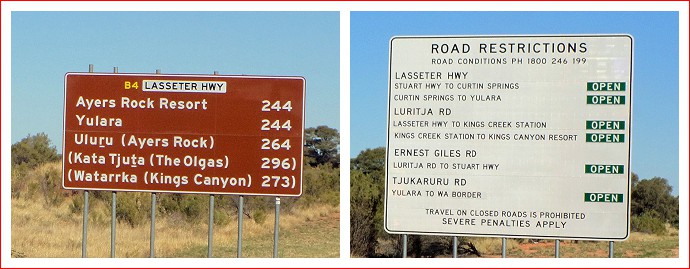 B4 LASSETER HWY
Ayers Rock Resort 244
Yulara 244
Uluṟu (Ayers Rock) 264
(Kata Tjuṯa (The Olgas) 296)
(Watarrka (Kings Canyon) 273)
ROAD RESTRICTIONS
ROAD CONDITIONS PH 1800 246 199
LASSETER HWY
STUART HWY TO CURTIN SPRINGS OPEN
CURTIN SPRINGS TO YULARA OPEN
LURITJA RD
LASSETER HWY TO KINGS CREEK STATION OPEN
KINGS CREEK STATION TO KINGS CANYON RESORT OPEN
ERNEST GILES RD
LURITJA RD TO STUART HWY OPEN
TJUKARURU RD
YULARA TO WA BORDER OPEN
TRAVEL ON CLOSED ROADS IS PROHIBITED
SEVERE PENALTIES APPLY